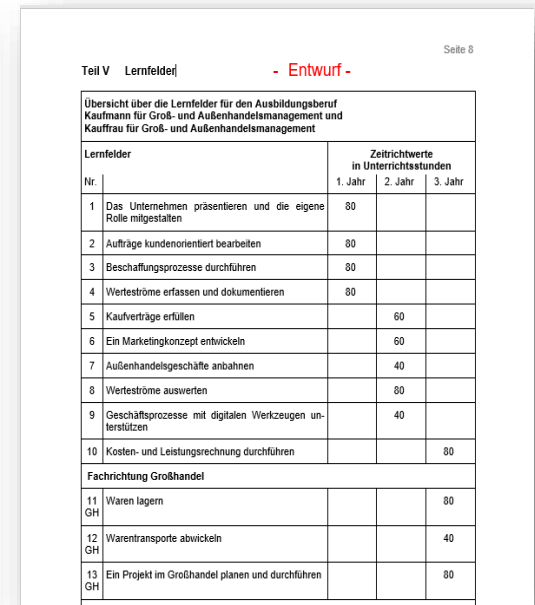 Seite 8
Teil V Lernfelder - Entwurf -
Übersicht über die Lernfelder für den Ausbildungsberuf
Kaufmann für Groß- und Außenhandelsmanagement und
Kauffrau für Groß- und Außenhandelsmanagement
Lernfelder Zeitrichtwerte
in Unterrichtsstunden
Nr. 1. Jahr 2. Jahr 3. Jahr
1 Das Unternehmen präsentieren und die eigene 80
Rolle mitgestalten
2 Aufträge kundenorientiert bearbeiten 80
3 Beschaffungsprozesse durchführen 80
4 Werteströme erfassen und dokumentieren 80
5 Kaufverträge erfüllen 60
6 Ein Marketingkonzept entwickeln 60
7 Außenhandelsgeschäfte anbahnen 40
8 Werteströme auswerten 80
9 Geschäftsprozesse mit digitalen Werkzeugen un- 40
terstützen
10 Kosten- und Leistungsrechnung durchführen 80
Fachrichtung Großhandel
11 Waren lagern 80
GH
12 Warentransporte abwickeln 40
GH
13 Ein Projekt im Großhandel planen und durchführen 80
GH